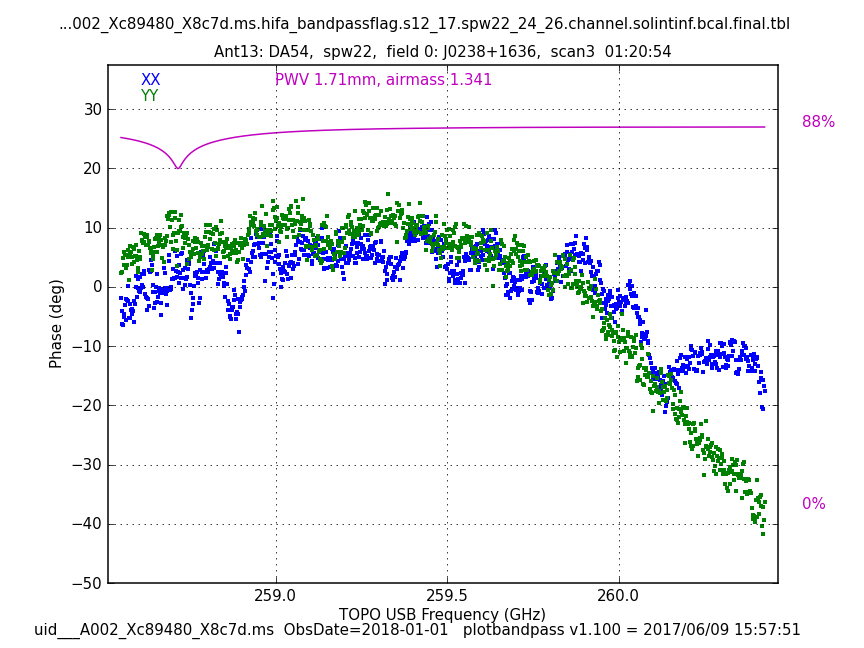 ...002_Xc89480_X8c7d.ms.hifa_bandpassflag.s12_17.spw22_24_26.channel.solintinf.bcal.final.tbl
Ant13: DA54, spw22, field 0: J0238+1636, scan3 01:20:54
XX
PWV 1.71mm, airmass 1.341
YY
88%
0%
30
20
10
0
−10
−20
−30
−40
−50
Phase (deg)
259.0 259.5 260.0
TOPO USB Frequency (GHz)
uid___A002_Xc89480_X8c7d.ms ObsDate=2018-01-01 plotbandpass v1.100 = 2017/06/09 15:57:51